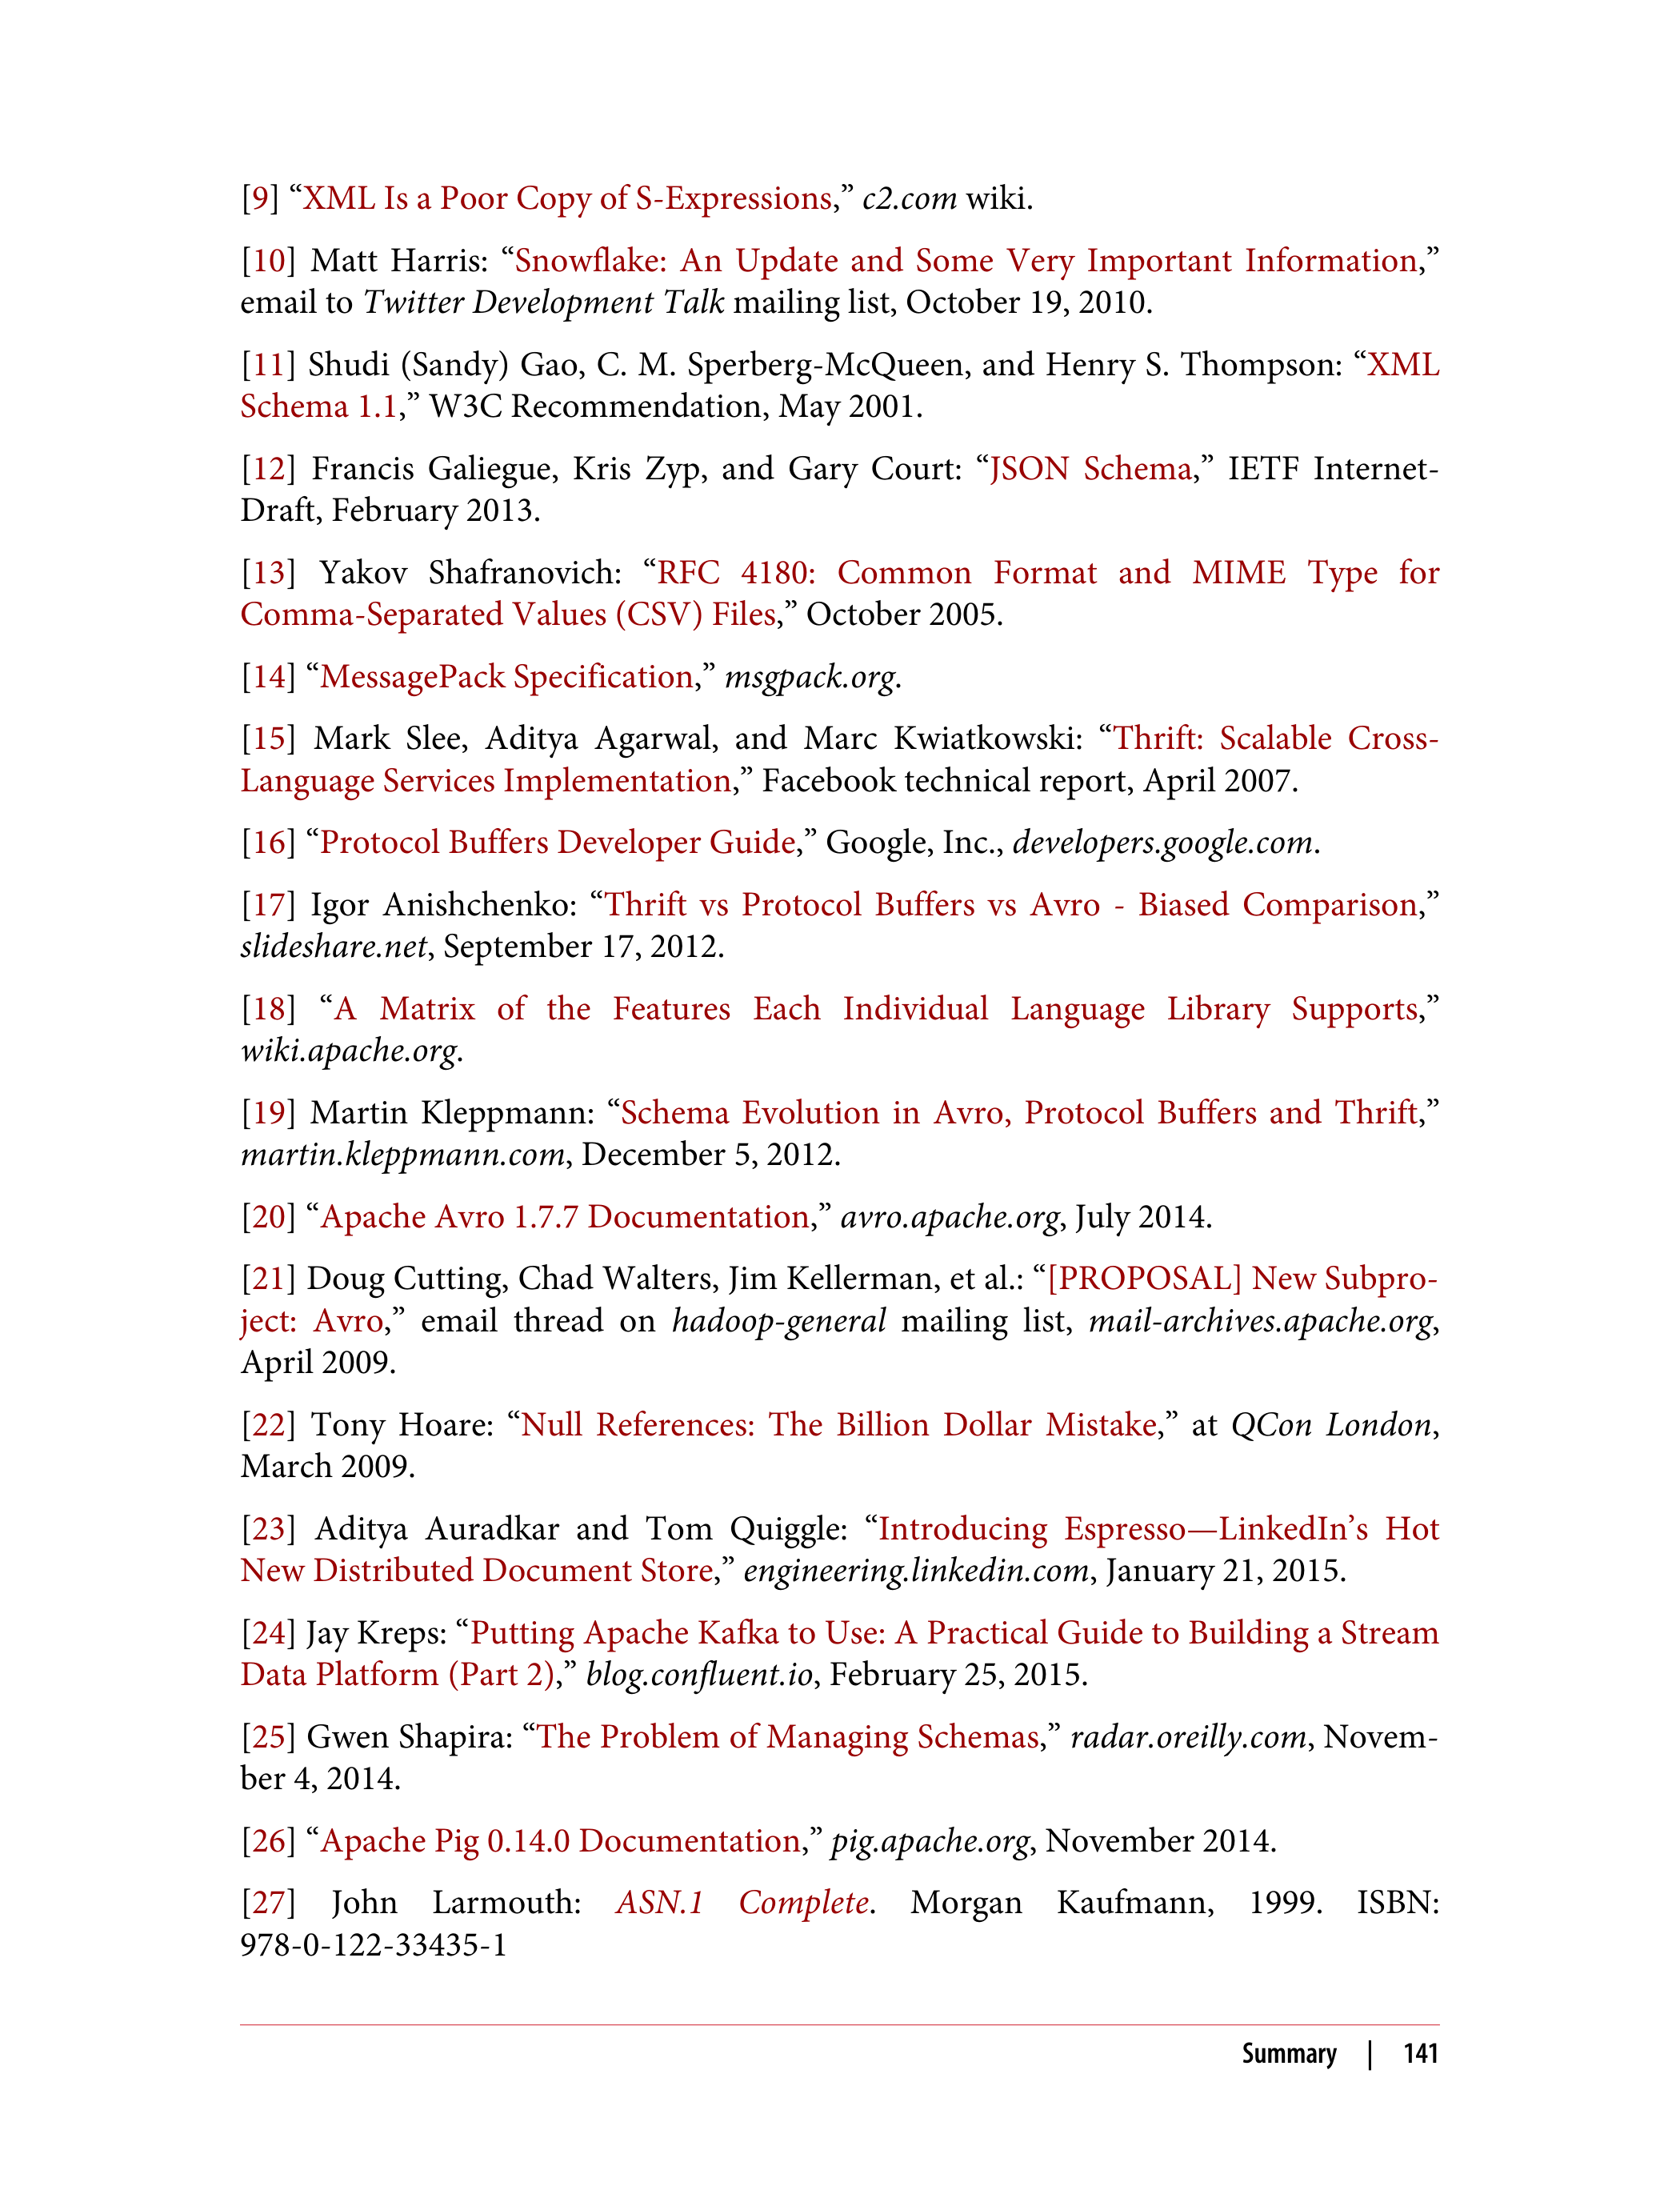 [9] “XML Is a Poor Copy of S-Expressions,” c2.com wiki.
[10] Matt Harris: “Snowflake: An Update and Some Very Important Information,”
email to Twitter Development Talk mailing list, October 19, 2010.
[11] Shudi (Sandy) Gao, C. M. Sperberg-McQueen, and Henry S. Thompson: “XML
Schema 1.1,” W3C Recommendation, May 2001.
[12] Francis Galiegue, Kris Zyp, and Gary Court: “JSON Schema,” IETF Internet-
Draft, February 2013.
[13] Yakov Shafranovich: “RFC 4180: Common Format and MIME Type for
Comma-Separated Values (CSV) Files,” October 2005.
[14] “MessagePack Specification,” msgpack.org.
[15] Mark Slee, Aditya Agarwal, and Marc Kwiatkowski: “Thrift: Scalable Cross-
Language Services Implementation,” Facebook technical report, April 2007.
[16] “Protocol Buffers Developer Guide,” Google, Inc., developers.google.com.
[17] Igor Anishchenko: “Thrift vs Protocol Buffers vs Avro - Biased Comparison,”
slideshare.net, September 17, 2012.
[18] “A Matrix of the Features Each Individual Language Library Supports,”
wiki.apache.org.
[19] Martin Kleppmann: “Schema Evolution in Avro, Protocol Buffers and Thrift,”
martin.kleppmann.com, December 5, 2012.
[20] “Apache Avro 1.7.7 Documentation,” avro.apache.org, July 2014.
[21] Doug Cutting, Chad Walters, Jim Kellerman, et al.: “[PROPOSAL] New Subpro-
ject: Avro,” email thread on hadoop-general mailing list, mail-archives.apache.org,
April 2009.
[22] Tony Hoare: “Null References: The Billion Dollar Mistake,” at QCon London,
March 2009.
[23] Aditya Auradkar and Tom Quiggle: “Introducing Espresso—LinkedIn’s Hot
New Distributed Document Store,” engineering.linkedin.com, January 21, 2015.
[24] Jay Kreps: “Putting Apache Kafka to Use: A Practical Guide to Building a Stream
Data Platform (Part 2),” blog.confluent.io, February 25, 2015.
[25] Gwen Shapira: “The Problem of Managing Schemas,” radar.oreilly.com, Novem-
ber 4, 2014.
[26] “Apache Pig 0.14.0 Documentation,” pig.apache.org, November 2014.
[27] John Larmouth: ASN.1 Complete. Morgan Kaufmann, 1999. ISBN:
978-0-122-33435-1
Summary | 141